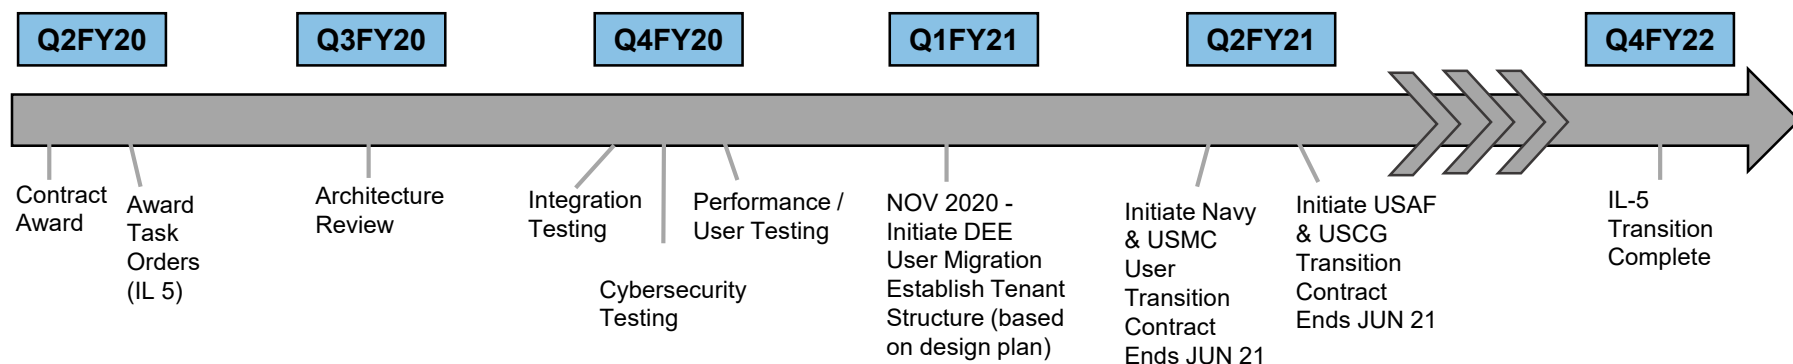 Q2FY20
Q3FY20
Q4FY20
Q1FY21
Q2FY21
Q4FY22
Contract
Award
Award
Task
Orders
(IL 5)
Architecture
Review
Integration
Testing
Cybersecurity
Testing
Performance /
User Testing
NOV 2020 -
Initiate DEE
User Migration
Establish Tenant
Structure (based
on design plan)
Initiate Navy
& USMC
User
Transition
Contract
Ends JUN 21
Initiate USAF
& USCG
Transition
Contract
Ends JUN 21
IL-5
Transition
Complete